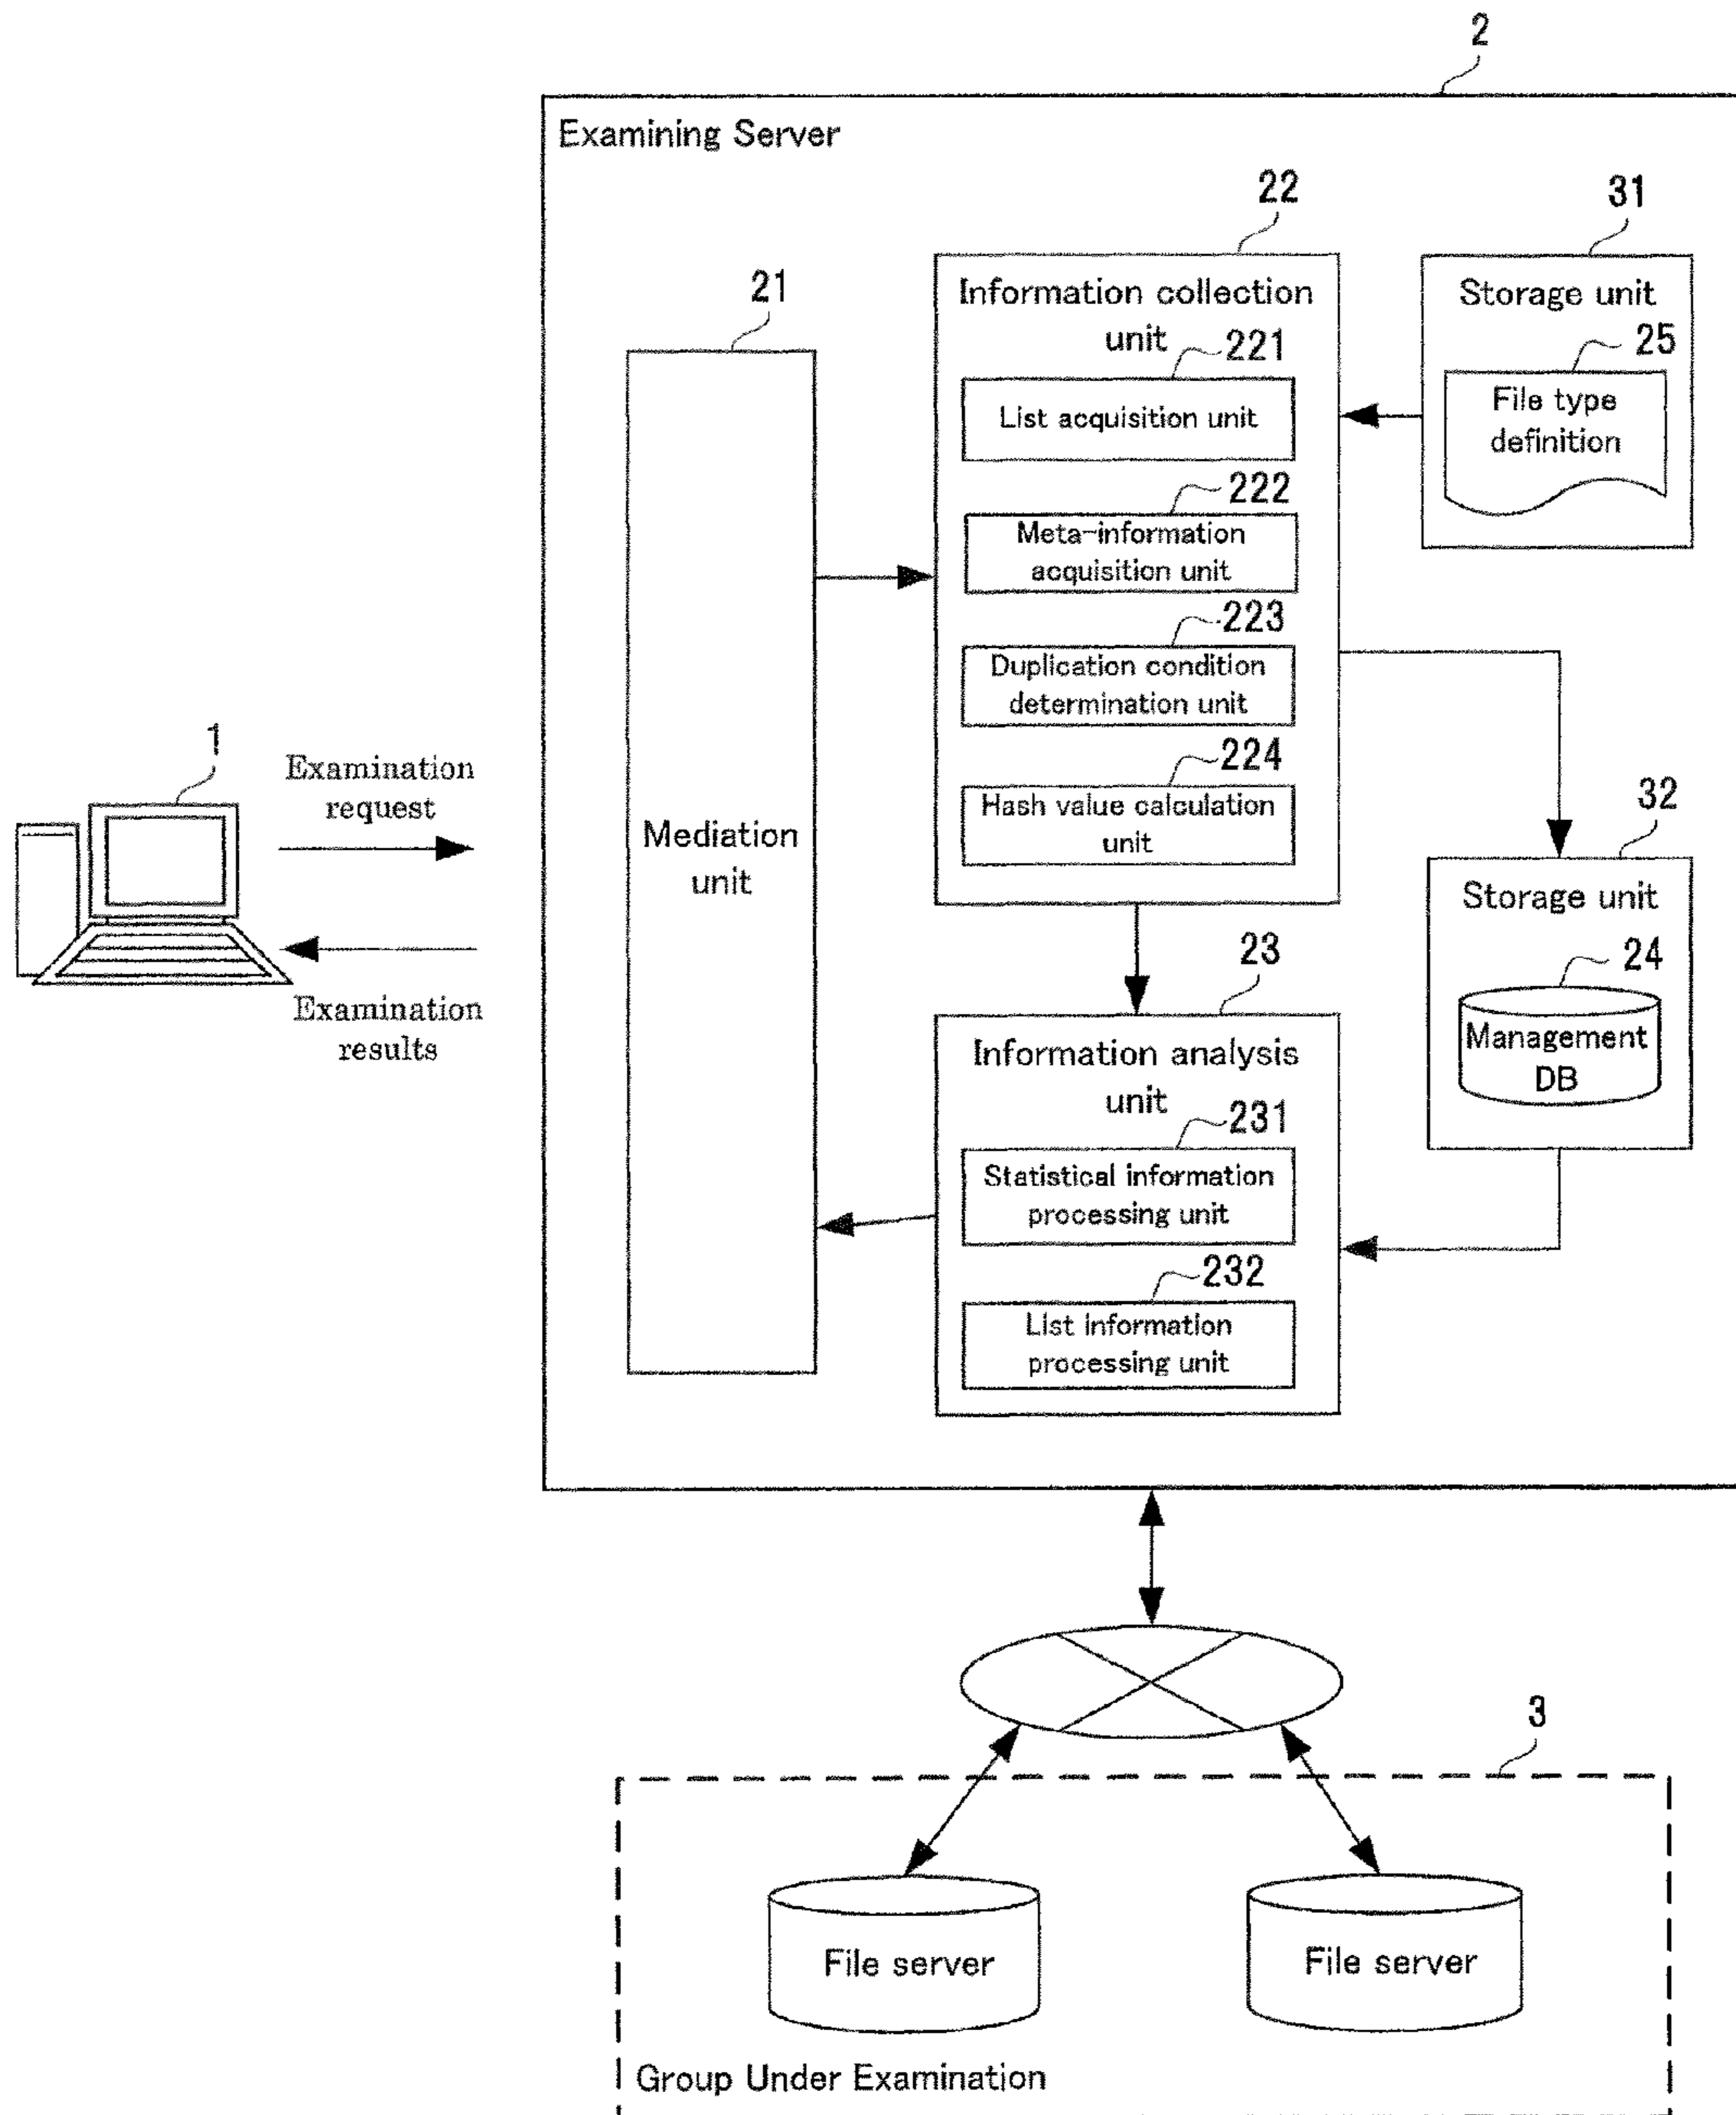 2
Examining Server
22
31
21
Information collection
unit
Storage unit
221
25
List acquisition unit
File type
definition
222
Meta-information
acquisition unit
223
Duplication condition
determination unit
224
Hash value calculation
unit
1
Examination
request
Examination
results
Mediation
unit
32
Storage unit
24
Management
DB
23
Information analysis
unit
231
Statistical information
processing unit
232
List information
processing unit
3
File server
File server
Group Under Examination